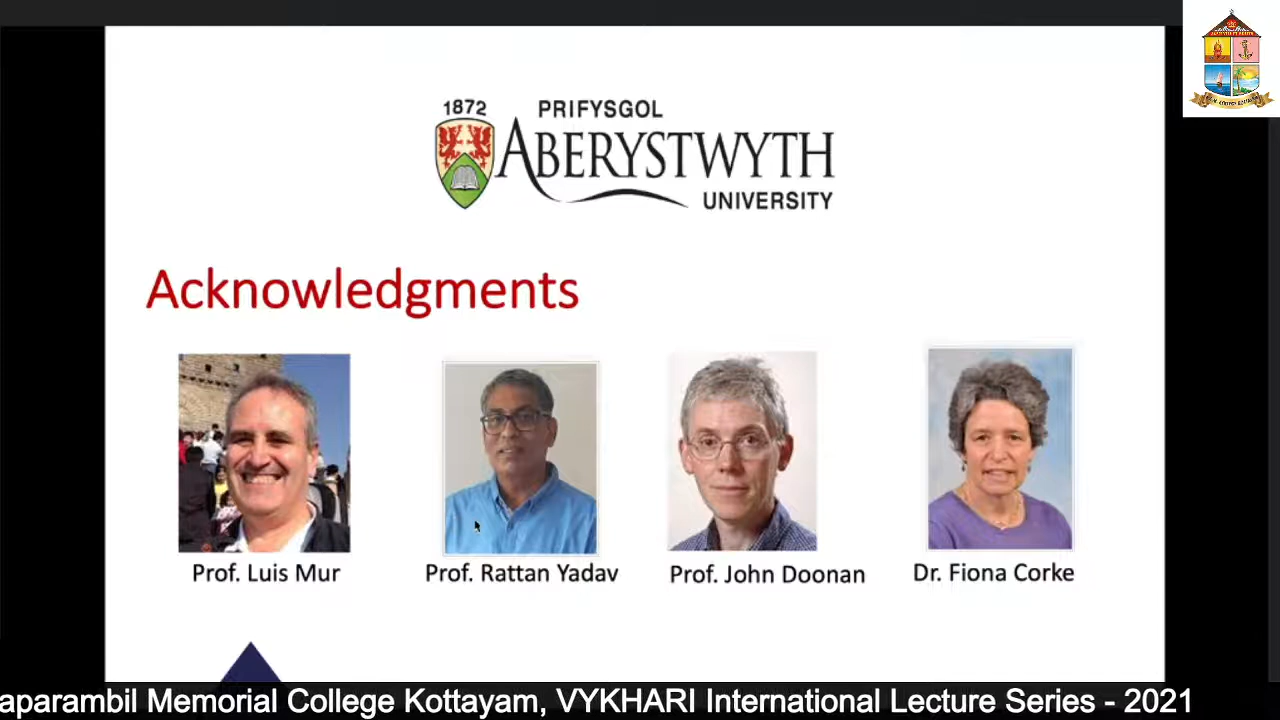 1872
PRIFYSGOL
ABERYSTWYTH
UNIVERSITY
Acknowledgments
Prof. Luis Mur
Prof. Rattan Yadav
Prof. John Doonan
Dr. Fiona Corke
aparambil Memorial College Kottayam, VYKHARI International Lecture Series - 2021